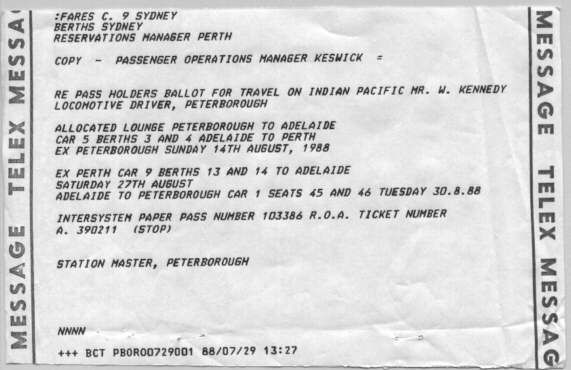 :FARES C. 9 SYDNEY
BERTHS SYDNEY
RESERVATIONS MANAGER PERTH
COPY - PASSENGER OPERATIONS MANAGER KESWICK =
RE PASS HOLDERS BALLOT FOR TRAVEL ON INDIAN PACIFIC MR. W. KENNEDY
LOCOMOTIVE DRIVER, PETERBOROUGH
ALLOCATED LOUNGE PETERBOROUGH TO ADELAIDE
CAR 5 BERTHS 3 AND 4 ADELAIDE TO PERTH
EX PETERBOROUGH SUNDAY 14TH AUGUST, 1988
EX PERTH CAR 9 BERTHS 13 AND 14 TO ADELAIDE
SATURDAY 27TH AUGUST
ADELAIDE TO PETERBOROUGH CAR 1 SEATS 45 AND 46 TUESDAY 30.8.88
INTERSYSTEM PAPER PASS NUMBER 103386 R.O.A. TICKET NUMBER
A. 390211 (STOP)
STATION MASTER, PETERBOROUGH
NNNN
+++ BCT PBOR00729001 88/07/29 13:27
MESSAGE TELEX MESSA
MESSAGE TELEX MESSAG